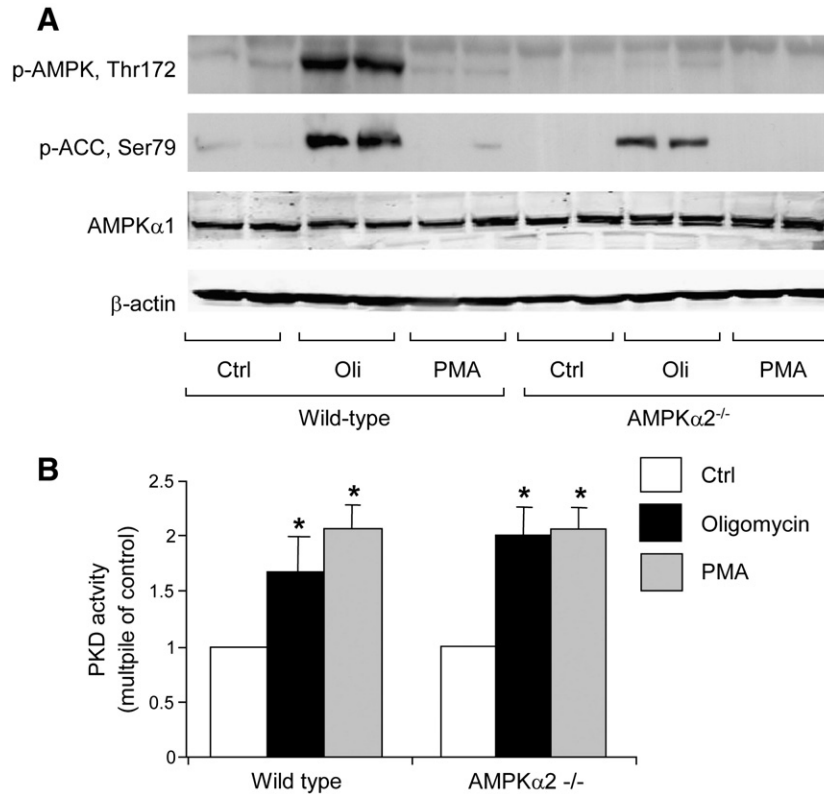 A
p-AMPK, Thr172
p-ACC, Ser79
AMPKα1
β-actin
Ctrl Oli PMA Ctrl Oli PMA
Wild-type AMPKα2-/-
B
Ctrl
Oligomycin
PMA
PKD actvity
(multpile of control)
2.5
2
1.5
1
0.5
0
* * * *
Wild type AMPKα2 -/-